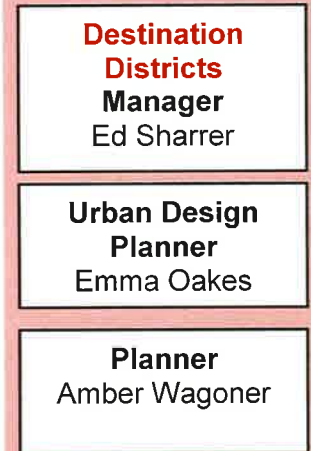 Destination
Districts
Manager
Ed Sharrer
Urban Design
Planner
Emma Oakes
Planner
Amber Wagoner